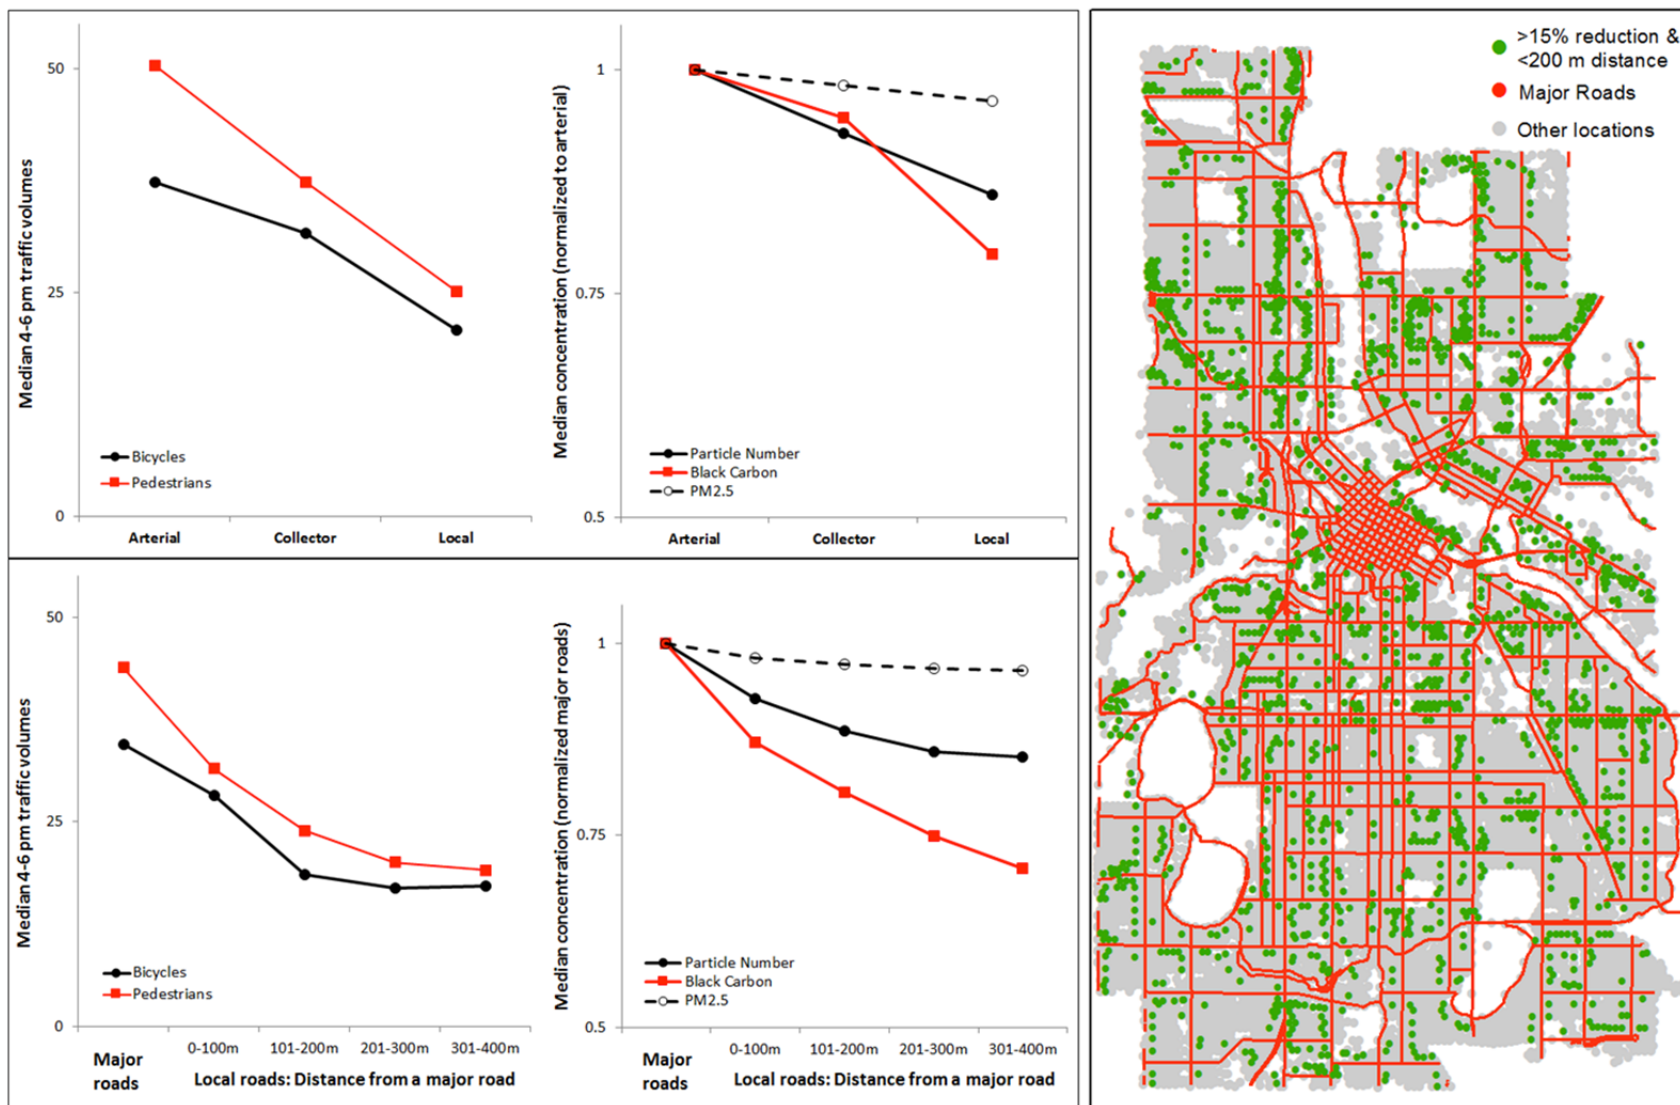 Median 4-6 pm traffic volumes
50
25
0
Bicycles
Pedestrians
Arterial
Collector
Local
Median concentration (normalized to arterial)
1
0.75
0.5
Particle Number
Black Carbon
PM2.5
Arterial
Collector
Local
Median 4-6 pm traffic volumes
50
25
0
Bicycles
Pedestrians
Major
roads
0-100m
101-200m
201-300m
301-400m
Local roads: Distance from a major road
Median concentration (normalized major roads)
1
0.75
0.5
Particle Number
Black Carbon
PM2.5
Major
roads
0-100m
101-200m
201-300m
301-400m
Local roads: Distance from a major road
>15% reduction &
<200 m distance
Major Roads
Other locations